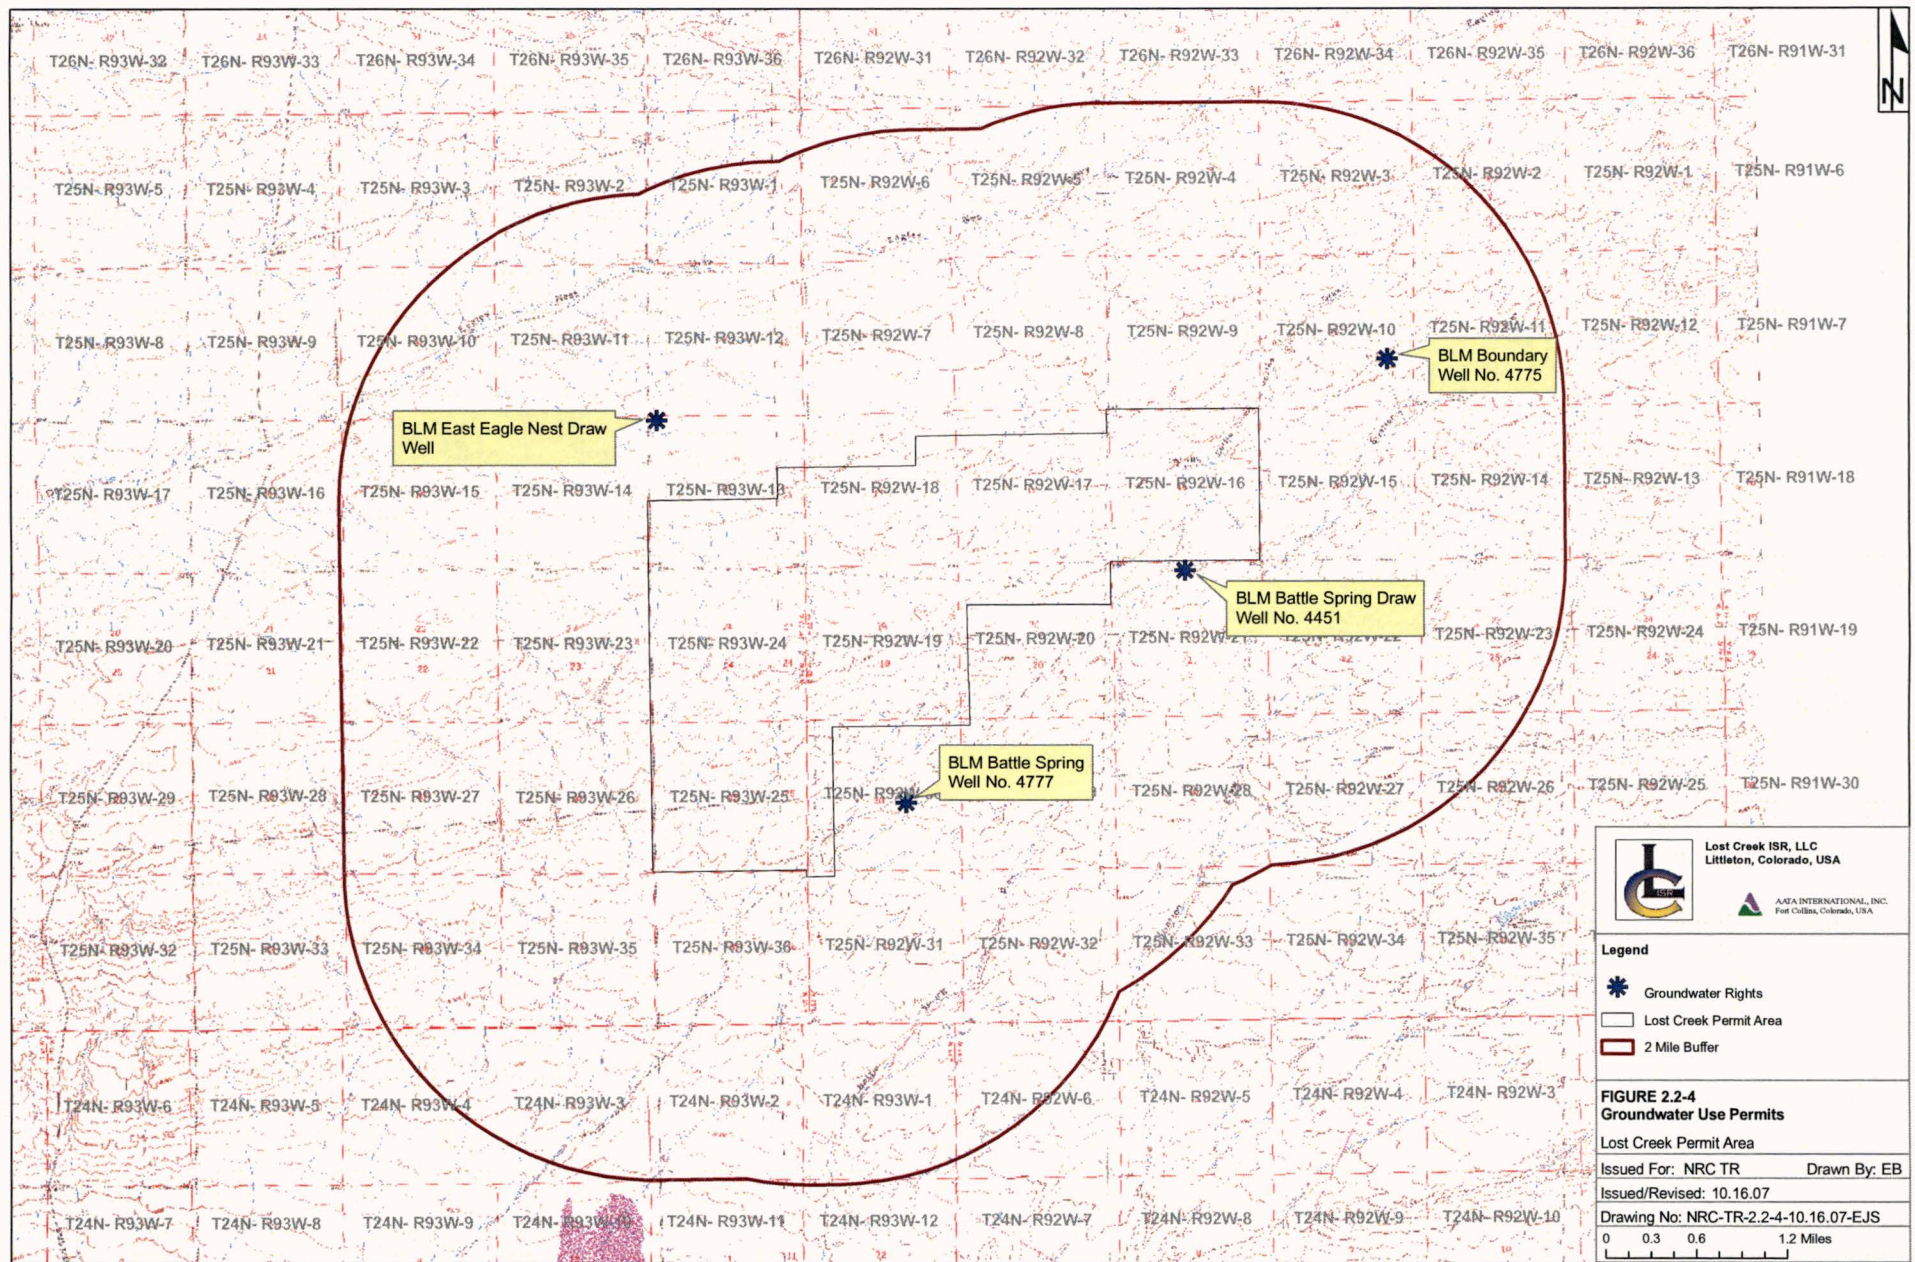 T26N- R93W-32 T26N- R93W-33 T26N- R93W-34 T26N- R93W-35 T26N- R93W-36 T26N- R92W-31 T26N- R92W-32 T26N- R92W-33 T26N- R92W-34 T26N- R92W-35 T26N- R92W-36 T26N- R91W-31
N
T25N- R93W-5 T25N- R93W-4 T25N- R93W-3 T25N- R93W-2 T25N- R93W-1 T25N- R92W-6 T25N- R92W-5 T25N- R92W-4 T25N- R92W-3 T25N- R92W-2 T25N- R92W-1 T25N- R91W-6
T25N- R93W-8 T25N- R93W-9 T25N- R93W-10 T25N- R93W-11 T25N- R93W-12 T25N- R92W-7 T25N- R92W-8 T25N- R92W-9 T25N- R92W-10 T25N- R92W-11 T25N- R92W-12 T25N- R91W-7
BLM Boundary
Well No. 4775
BLM East Eagle Nest Draw
Well
T25N- R93W-17 T25N- R93W-16 T25N- R93W-15 T25N- R93W-14 T25N- R93W-13 T25N- R92W-18 T25N- R92W-17 T25N- R92W-16 T25N- R92W-15 T25N- R92W-14 T25N- R92W-13 T25N- R91W-18
BLM Battle Spring Draw
Well No. 4451
T25N- R93W-20 T25N- R93W-21 T25N- R93W-22 T25N- R93W-23 T25N- R93W-24 T25N- R92W-19 T25N- R92W-20 T25N- R92W-21 T25N- R92W-22 T25N- R92W-23 T25N- R92W-24 T25N- R91W-19
BLM Battle Spring
Well No. 4777
T25N- R93W-29 T25N- R93W-28 T25N- R93W-27 T25N- R93W-26 T25N- R93W-25 T25N- T25N- R92W-28 T25N- R92W-27 T25N- R92W-26 T25N- R92W-25 T25N- R91W-30
T25N- R93W-32 T25N- R93W-33 T25N- R93W-34 T25N- R93W-35 T25N- R93W-36 T25N- R92W-31 T25N- R92W-32 T25N- R92W-33 T25N- R92W-34 T25N- R92W-35
T24N- R93W-6 T24N- R93W-5 T24N- R93W-4 T24N- R93W-3 T24N- R93W-2 T24N- R93W-1 T24N- R92W-6 T24N- R92W-5 T24N- R92W-4 T24N- R92W-3
T24N- R93W-7 T24N- R93W-8 T24N- R93W-9 T24N- R93W-10 T24N- R93W-11 T24N- R93W-12 T24N- R92W-7 T24N- R92W-8 T24N- R92W-9 T24N- R92W-10
LC ISR
Lost Creek ISR, LLC
Littleton, Colorado, USA
AATA INTERNATIONAL, INC.
Fort Collins, Colorado, USA
Legend
Groundwater Rights
Lost Creek Permit Area
2 Mile Buffer
FIGURE 2.2-4
Groundwater Use Permits
Lost Creek Permit Area
Issued For: NRC TR Drawn By: EB
Issued/Revised: 10.16.07
Drawing No: NRC-TR-2.2-4-10.16.07-EJS
0 0.3 0.6 1.2 Miles